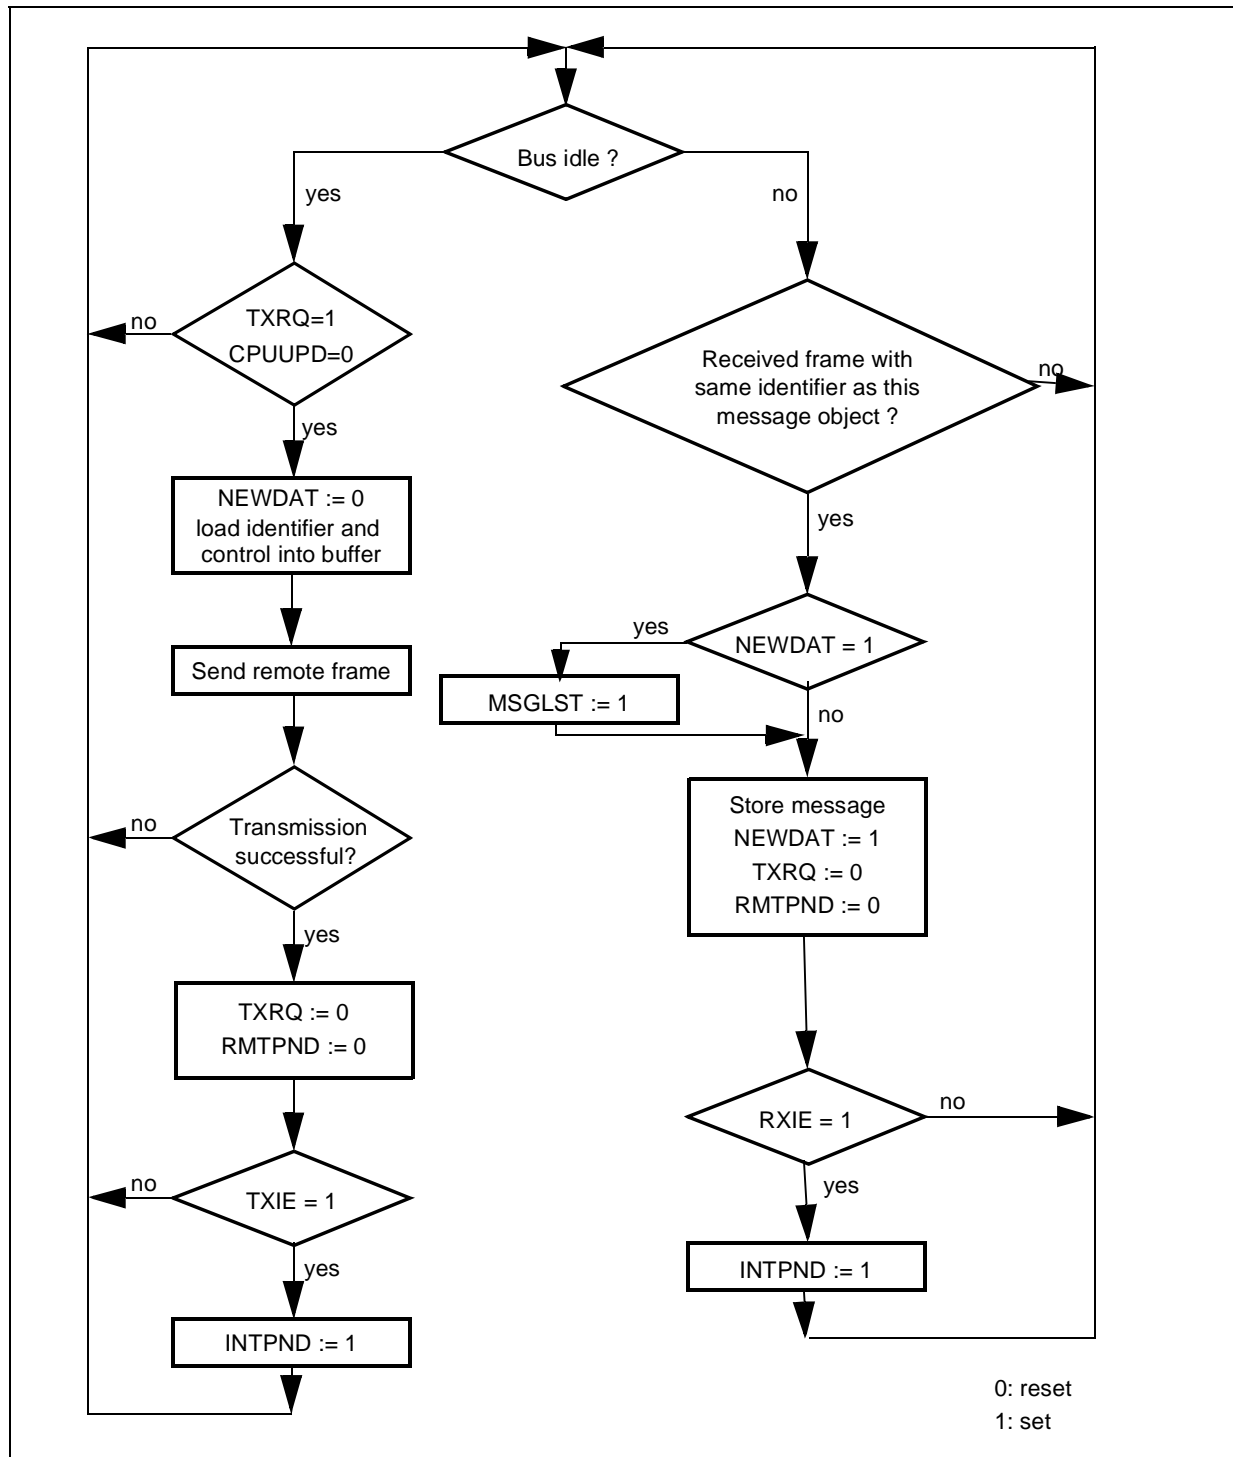 Bus idle ?
yes
no
TXRQ=1
CPUUPD=0
no
yes
Received frame with
same identifier as this
message object ?
no
yes
NEWDAT := 0
load identifier and
control into buffer
Send remote frame
NEWDAT = 1
yes
no
MSGLST := 1
Transmission
successful?
no
yes
Store message
NEWDAT := 1
TXRQ := 0
RMTPND := 0
TXRQ := 0
RMTPND := 0
RXIE = 1
no
yes
TXIE = 1
no
yes
INTPND := 1
INTPND := 1
0: reset
1: set